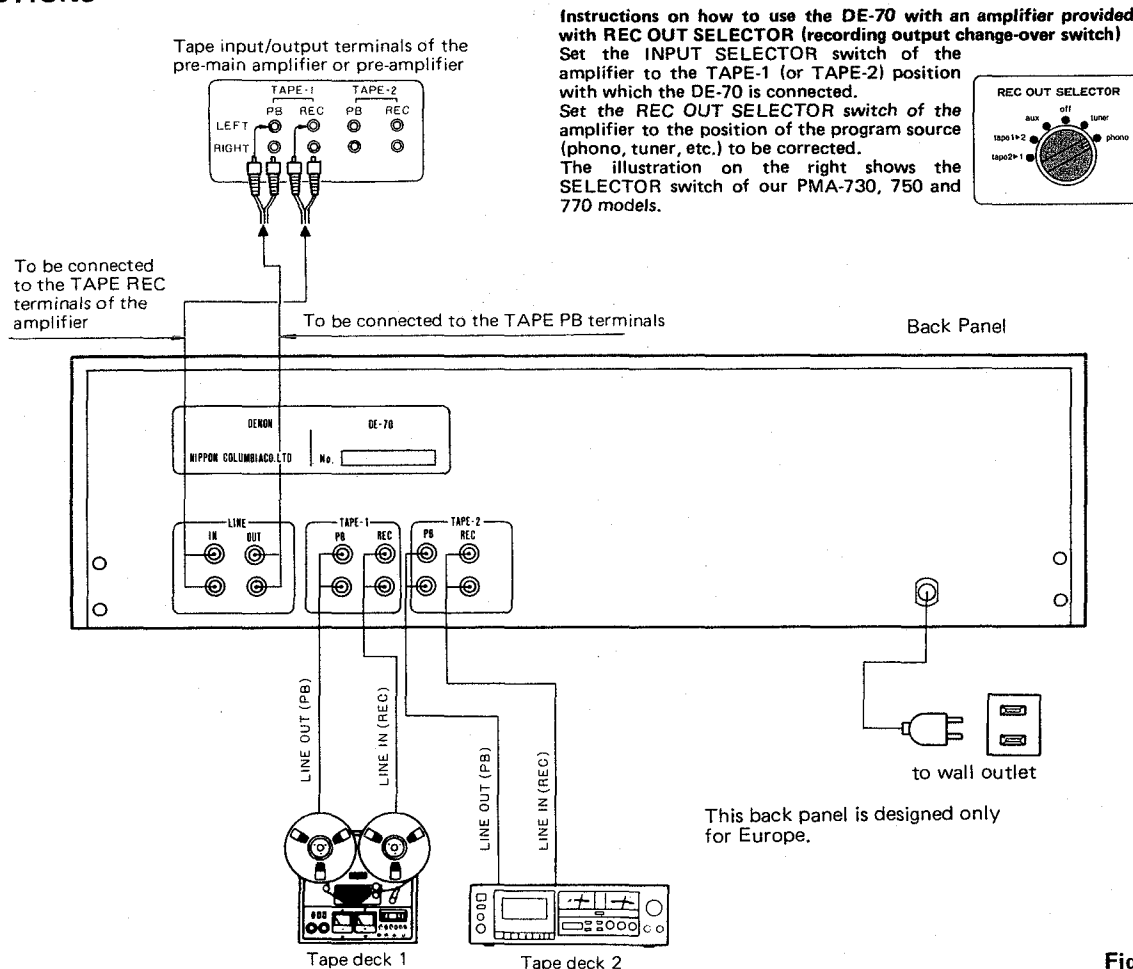 Instructions on how to use the DE-70 with an amplifier provided
with REC OUT SELECTOR (recording output change-over switch)
Set the INPUT SELECTOR switch of the
amplifier to the TAPE-1 (or TAPE-2) position
with which the DE-70 is connected.
Set the REC OUT SELECTOR switch of the
amplifier to the position of the program source
(phono, tuner, etc.) to be corrected.
The illustration on the right shows the
SELECTOR switch of our PMA-730, 750 and
770 models.
REC OUT SELECTOR
off
aux
tuner
tape1▸2
phono
tape2▸1
Tape input/output terminals of the
pre-main amplifier or pre-amplifier
TAPE-1 TAPE-2
PB REC PB REC
LEFT
RIGHT
To be connected
to the TAPE REC
terminals of the
amplifier
To be connected to the TAPE PB terminals
Back Panel
DENON DE-70
NIPPON COLUMBIA CO.LTD No.
LINE TAPE-1 TAPE-2
IN OUT PB REC PB REC
LINE OUT (PB)
LINE IN (REC)
LINE OUT (PB)
LINE IN (REC)
to wall outlet
This back panel is designed only
for Europe.
Tape deck 1
Tape deck 2